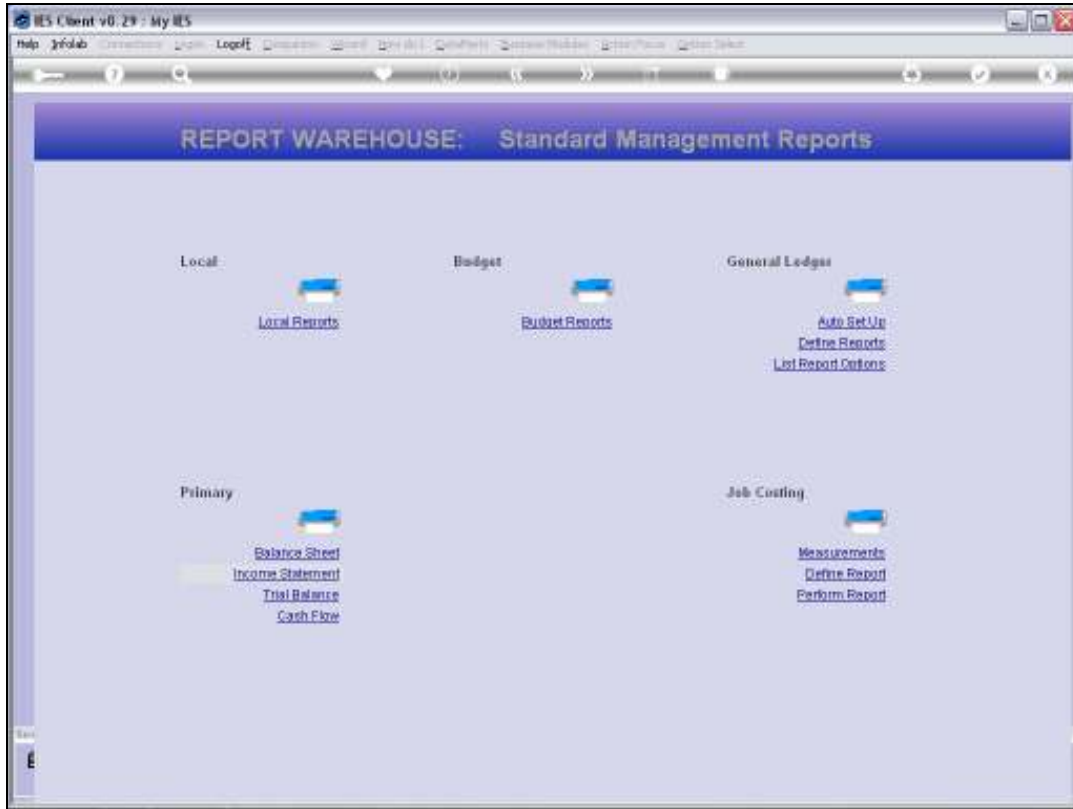 IES Client v0.29 : My IES
Help Infolab Logoff
REPORT WAREHOUSE: Standard Management Reports
Local
Local Reports
Budget
Budget Reports
General Ledger
Auto Set Up
Define Reports
List Report Options
Primary
Balance Sheet
Income Statement
Trial Balance
Cash Flow
Job Costing
Measurements
Define Report
Perform Report